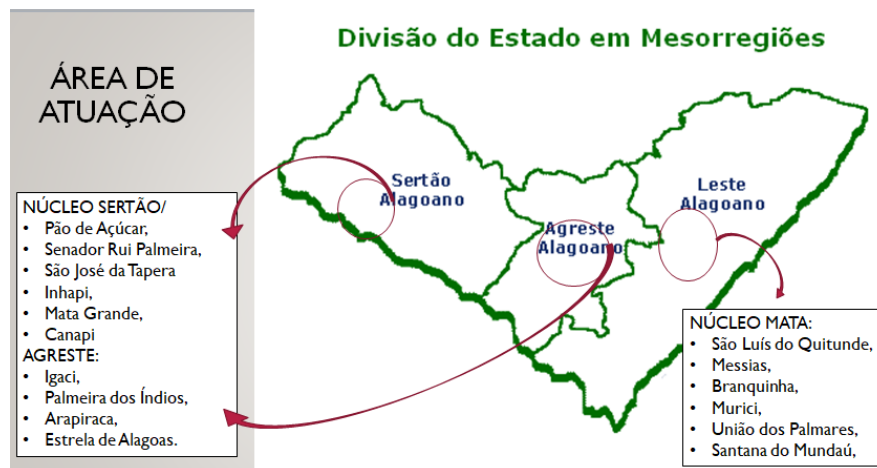 Divisão do Estado em Mesorregiões
ÁREA DE
ATUAÇÃO
Sertão
Alagoano
Agreste
Alagoano
Leste
Alagoano
NÚCLEO SERTÃO/
• Pão de Açúcar,
• Senador Rui Palmeira,
• São José da Tapera
• Inhapi,
• Mata Grande,
• Canapi
AGRESTE:
• Igaci,
• Palmeira dos Índios,
• Arapiraca,
• Estrela de Alagoas.
NÚCLEO MATA:
• São Luís do Quitunde,
• Messias,
• Branquinha,
• Murici,
• União dos Palmares,
• Santana do Mundaú,